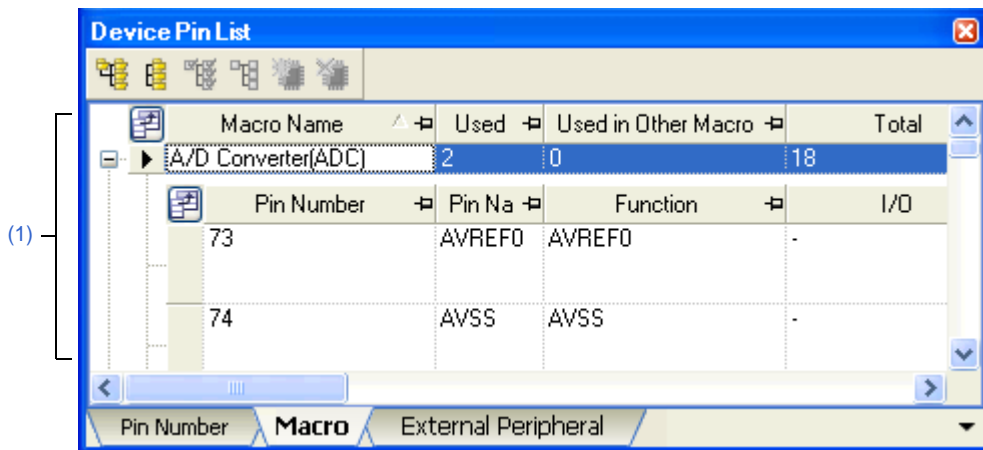 Device Pin List
Macro Name Used Used in Other Macro Total
A/D Converter(ADC) 2 0 18
Pin Number Pin Na Function I/O
(1)
73 AVREF0 AVREF0 -
74 AVSS AVSS -
Pin Number Macro External Peripheral